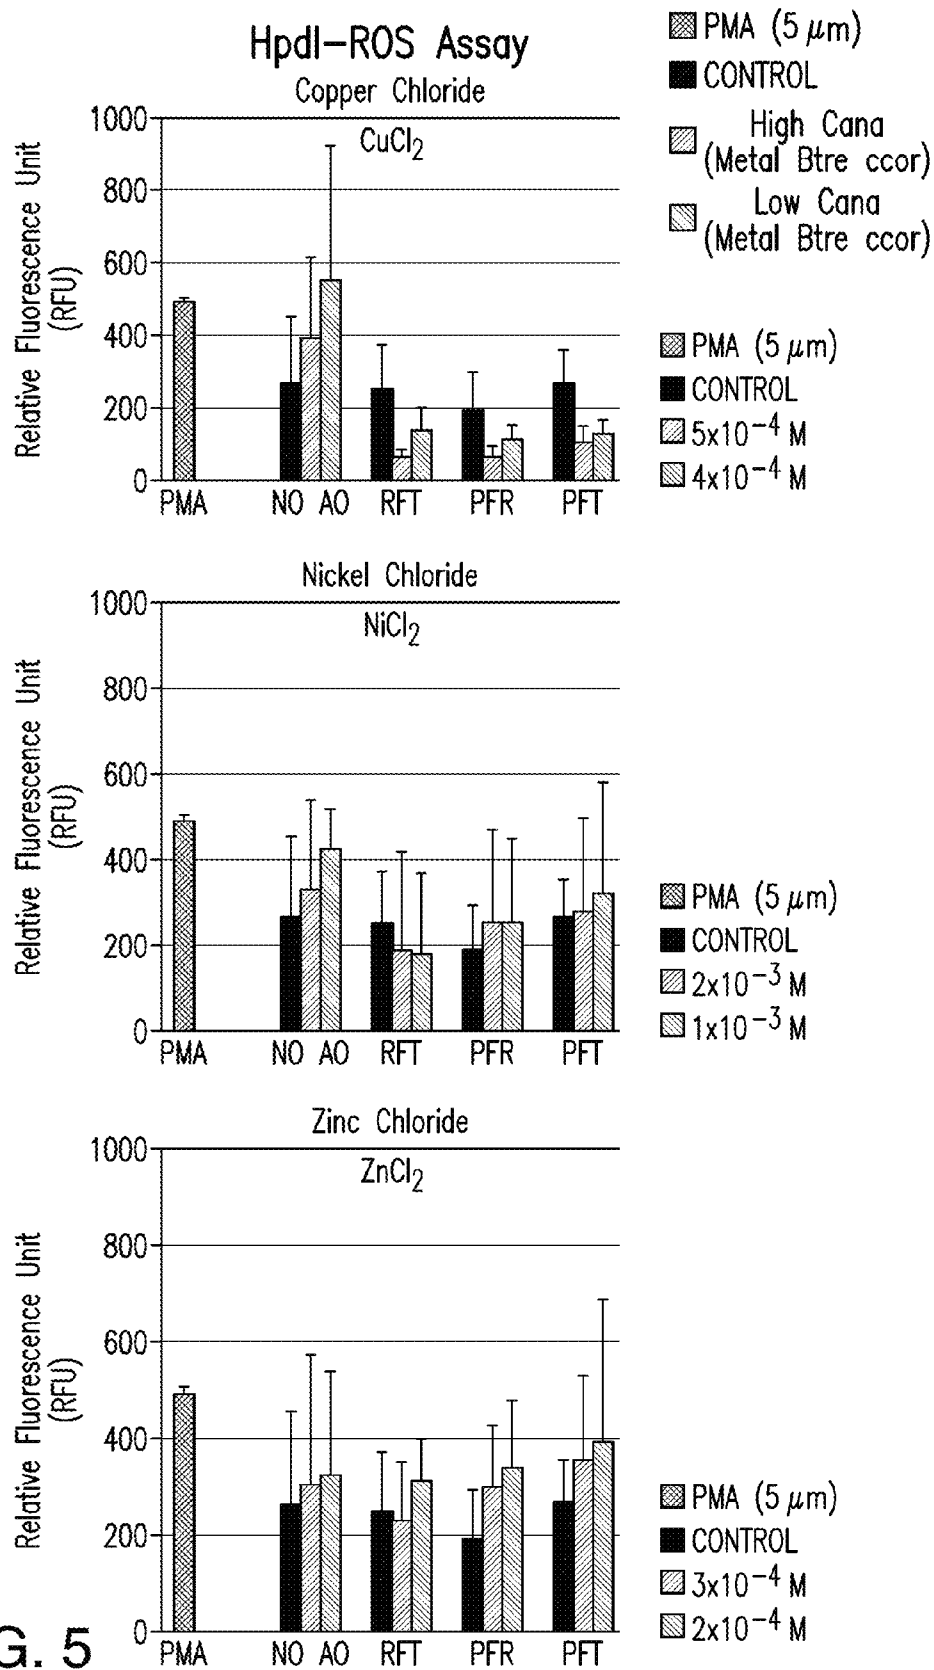 HpdI-ROS Assay
PMA (5 μm)
CONTROL
High Cana
(Metal Btre ccor)
Low Cana
(Metal Btre ccor)
Copper Chloride
CuCl2
Relative Fluorescence Unit
(RFU)
1000
800
600
400
200
0
PMA NO AO RFT PFR PFT
PMA (5 μm)
CONTROL
5x10-4 M
4x10-4 M
Nickel Chloride
NiCl2
Relative Fluorescence Unit
(RFU)
1000
800
600
400
200
0
PMA NO AO RFT PFR PFT
PMA (5 μm)
CONTROL
2x10-3 M
1x10-3 M
Zinc Chloride
ZnCl2
Relative Fluorescence Unit
(RFU)
1000
800
600
400
200
0
PMA NO AO RFT PFR PFT
PMA (5 μm)
CONTROL
3x10-4 M
2x10-4 M
G. 5